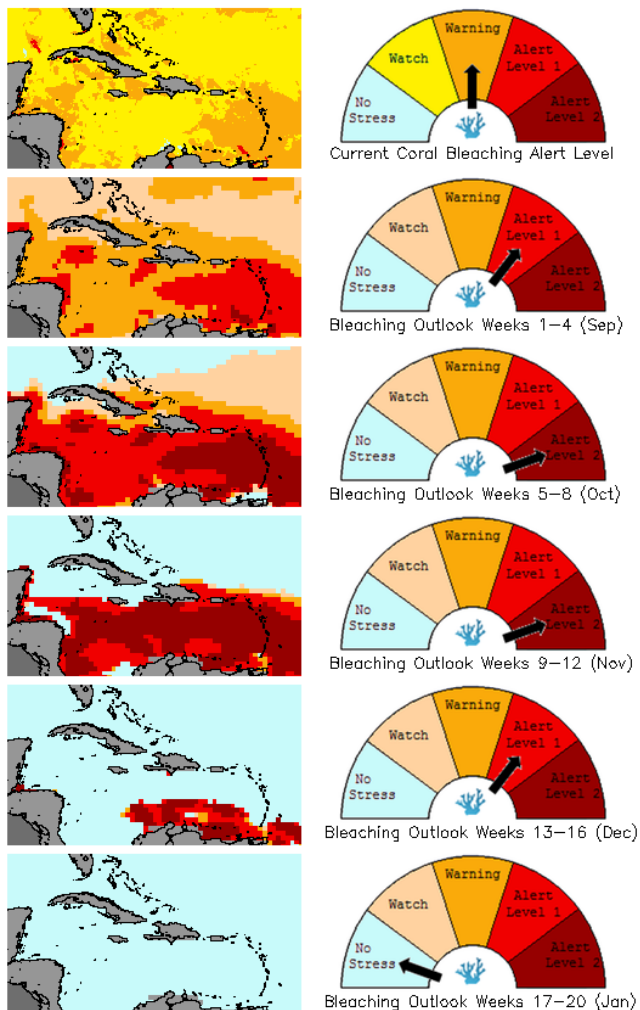 Warning
Watch
Alert
Level 1
No
Stress
Alert
Level 2
Current Coral Bleaching Alert Level
Warning
Watch
Alert
Level 1
No
Stress
Alert
Level 2
Bleaching Outlook Weeks 1-4 (Sep)
Warning
Watch
Alert
Level 1
No
Stress
Alert
Level 2
Bleaching Outlook Weeks 5-8 (Oct)
Warning
Watch
Alert
Level 1
No
Stress
Alert
Level 2
Bleaching Outlook Weeks 9-12 (Nov)
Warning
Watch
Alert
Level 1
No
Stress
Alert
Level 2
Bleaching Outlook Weeks 13-16 (Dec)
Warning
Watch
Alert
Level 1
No
Stress
Alert
Level 2
Bleaching Outlook Weeks 17-20 (Jan)